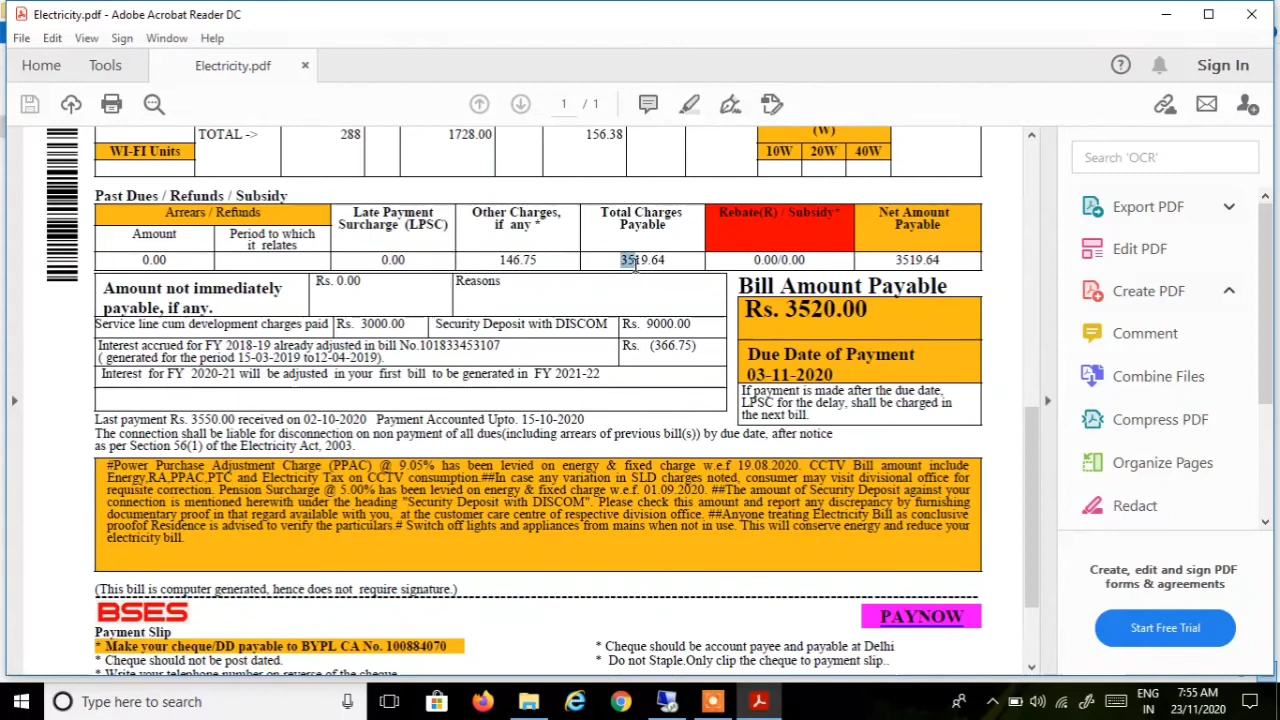 Electricity.pdf - Adobe Acrobat Reader DC
File Edit View Sign Window Help
Home Tools Electricity.pdf × Sign In
1 / 1
TOTAL -> 288 1728.00 156.38 (W)
WI-FI Units 10W 20W 40W
Past Dues / Refunds / Subsidy
Arrears / Refunds
Amount
Period to which
it relates
Late Payment
Surcharge (LPSC)
Other Charges,
if any *
Total Charges
Payable
Rebate(R) / Subsidy*
Net Amount
Payable
0.00 0.00 146.75 3519.64 0.00/0.00 3519.64
Amount not immediately
payable, if any.
Rs. 0.00 Reasons
Service line cum development charges paid Rs. 3000.00 Security Deposit with DISCOM Rs. 9000.00
Interest accrued for FY 2018-19 already adjusted in bill No.101833453107
( generated for the period 15-03-2019 to12-04-2019).
Rs. (366.75)
Interest for FY 2020-21 will be adjusted in your first bill to be generated in FY 2021-22
Bill Amount Payable
Rs. 3520.00
Due Date of Payment
03-11-2020
If payment is made after the due date,
LPSC for the delay, shall be charged in
the next bill.
Last payment Rs. 3550.00 received on 02-10-2020 Payment Accounted Upto. 15-10-2020
The connection shall be liable for disconnection on non payment of all dues(including arrears of previous bill(s)) by due date, after notice
as per Section 56(1) of the Electricity Act, 2003.
#Power Purchase Adjustment Charge (PPAC) @ 9.05% has been levied on energy & fixed charge w.e.f 19.08.2020. CCTV Bill amount include
Energy,RA,PPAC,PTC and Electricity Tax on CCTV consumption.##In case any variation in SLD charges noted, consumer may visit divisional office for
requisite correction. Pension Surcharge @ 5.00% has been levied on energy & fixed charge w.e.f. 01.09.2020. ##The amount of Security Deposit against your
connection is mentioned herewith under the heading "Security Deposit with DISCOM". Please check this amount and report any discrepancy by furnishing
documentary proof in that regard available with you, at the customer care centre of respective division office. ##Anyone treating Electricity Bill as conclusive
proofof Residence is advised to verify the particulars.# Switch off lights and appliances from mains when not in use. This will conserve energy and reduce your
electricity bill.
(This bill is computer generated, hence does not require signature.)
BSES
PAYNOW
Payment Slip
* Make your cheque/DD payable to BYPL CA No. 100884070
* Cheque should be account payee and payable at Delhi
* Cheque should not be post dated.
* Do not Staple.Only clip the cheque to payment slip..
* Write your telephone number on reverse of the cheque
Search 'OCR'
Export PDF
Edit PDF
Create PDF
Comment
Combine Files
Compress PDF
Organize Pages
Redact
Create, edit and sign PDF
forms & agreements
Start Free Trial
Type here to search
ENG
IN
7:55 AM
23/11/2020